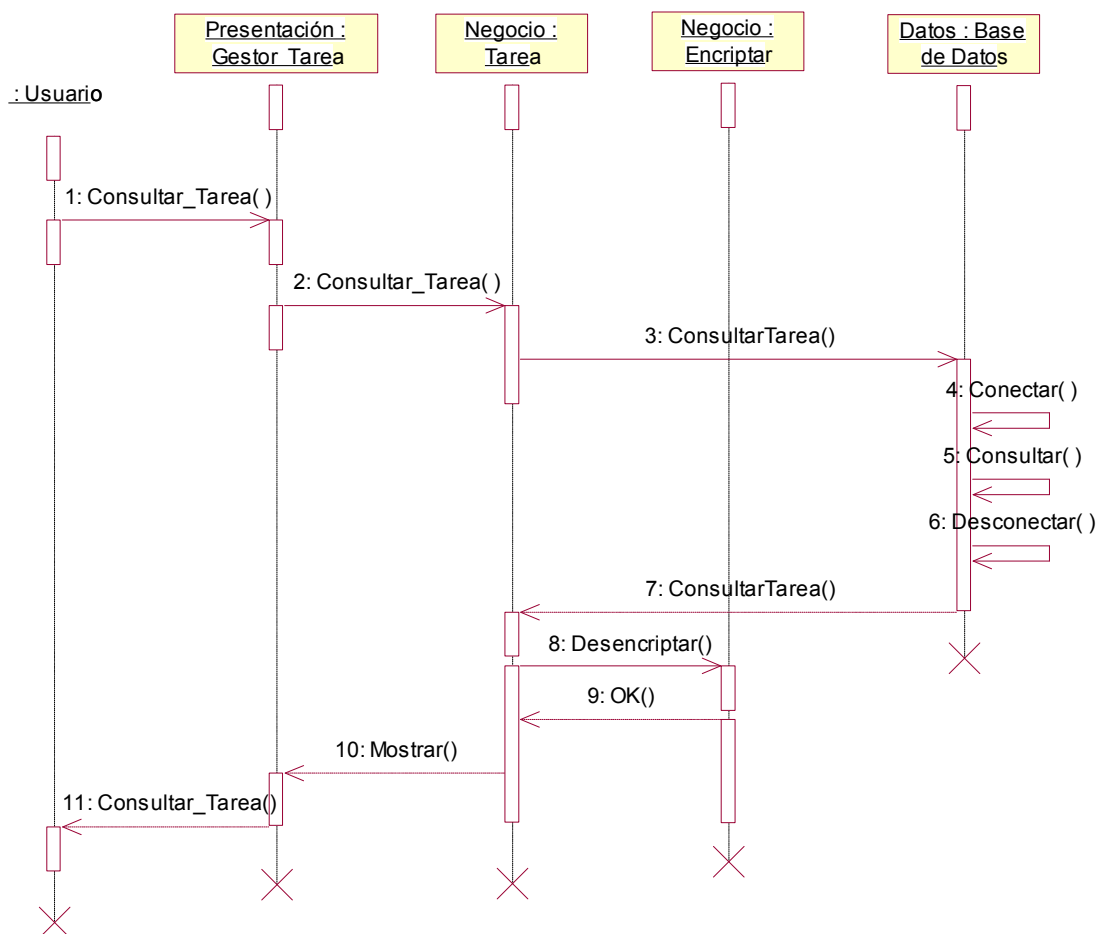 Presentación :
Gestor Tarea
Negocio :
Tarea
Negocio :
Encriptar
Datos : Base
de Datos
: Usuario
1: Consultar_Tarea( )
2: Consultar_Tarea( )
3: ConsultarTarea()
4: Conectar( )
5: Consultar( )
6: Desconectar( )
7: ConsultarTarea()
8: Desencriptar()
9: OK()
10: Mostrar()
11: Consultar_Tarea()